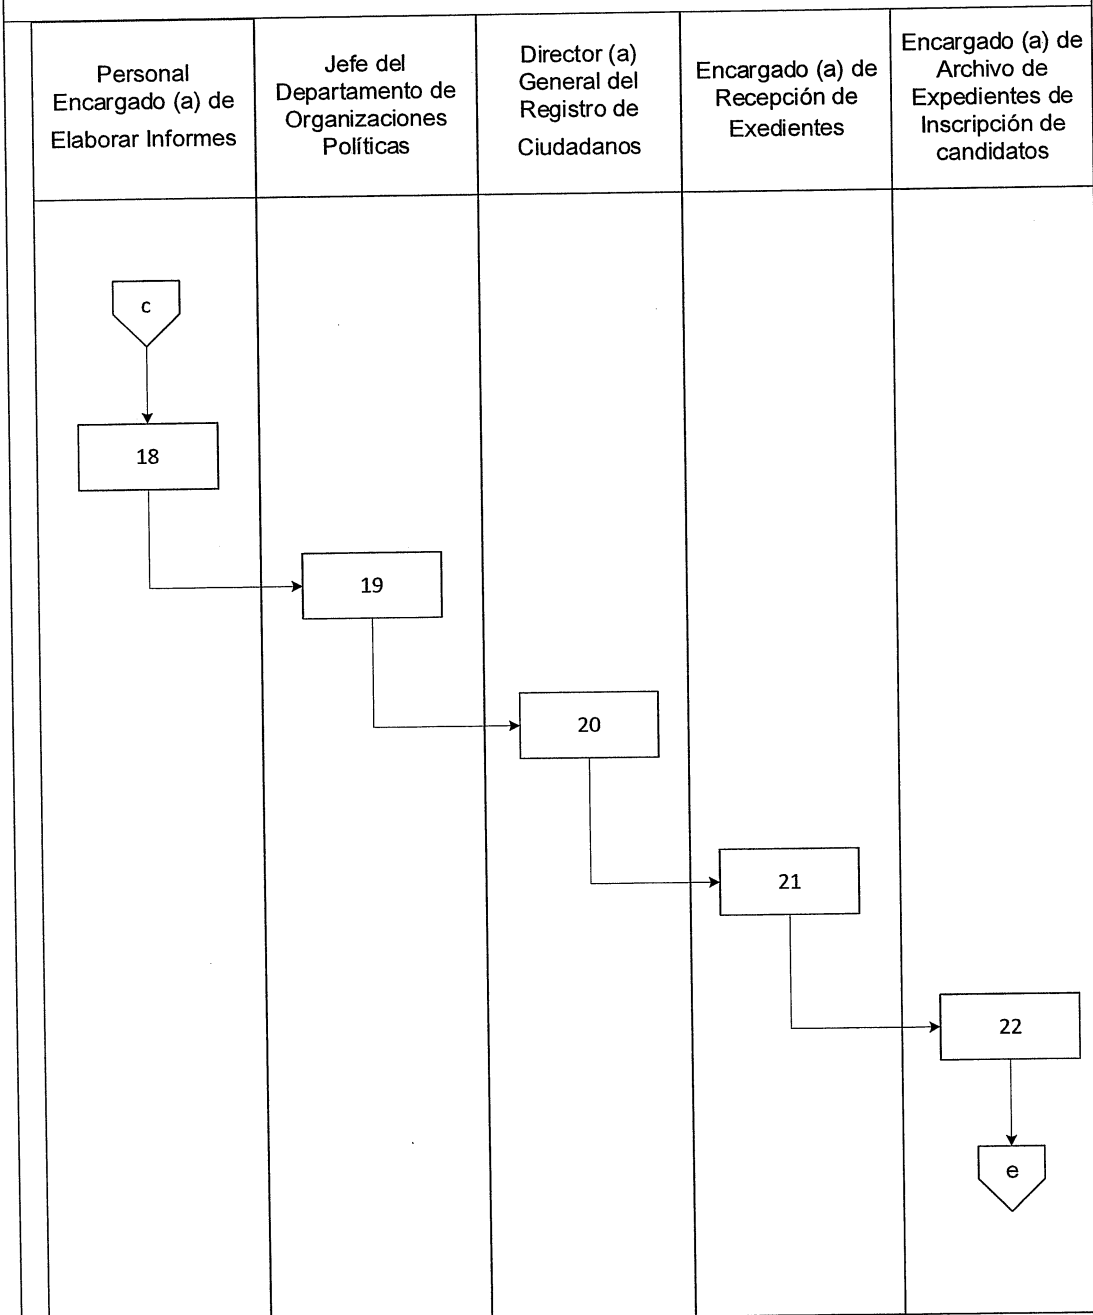 Personal
Encargado (a) de
Elaborar Informes
Jefe del
Departamento de
Organizaciones
Políticas
Director (a)
General del
Registro de
Ciudadanos
Encargado (a) de
Recepción de
Exedientes
Encargado (a) de
Archivo de
Expedientes de
Inscripción de
candidatos
c
18
19
20
21
22
e